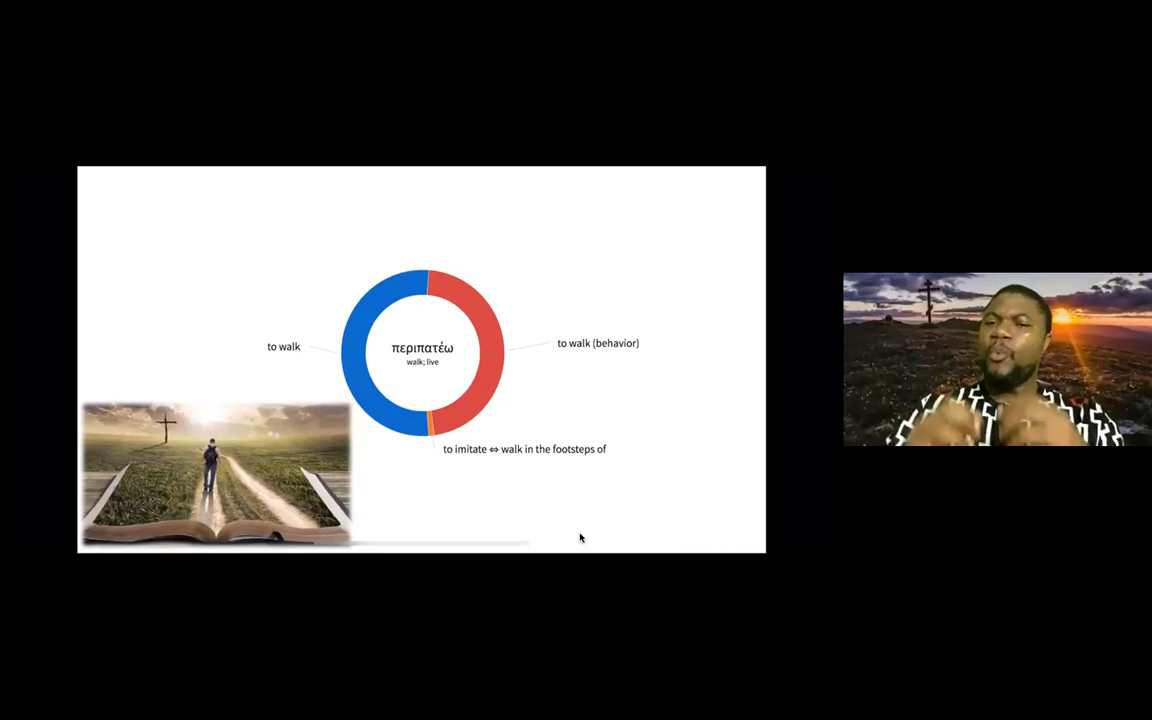 περιπατέω
walk; live
to walk
to walk (behavior)
to imitate ⇔ walk in the footsteps of